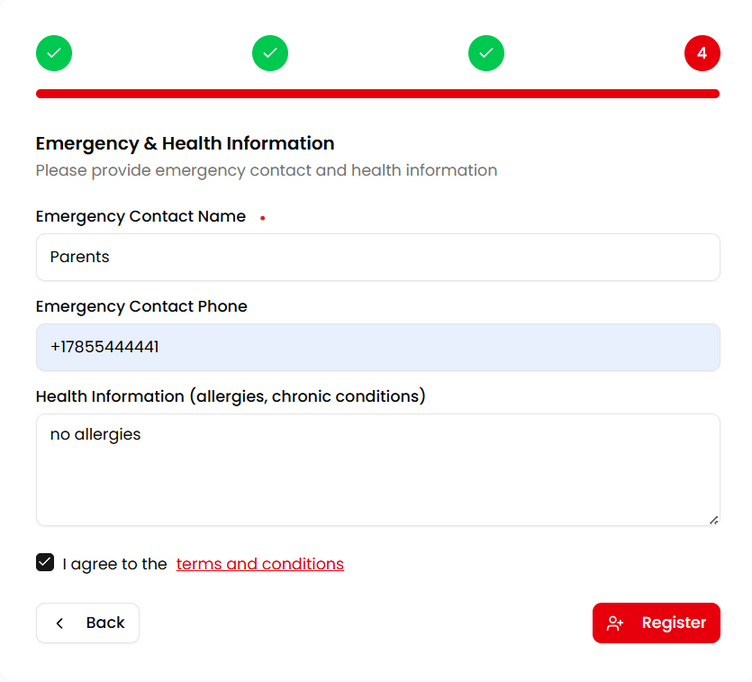 4
Emergency & Health Information
Please provide emergency contact and health information
Emergency Contact Name
Parents
Emergency Contact Phone
+17855444441
Health Information (allergies, chronic conditions)
no allergies
I agree to the terms and conditions
Back
Register